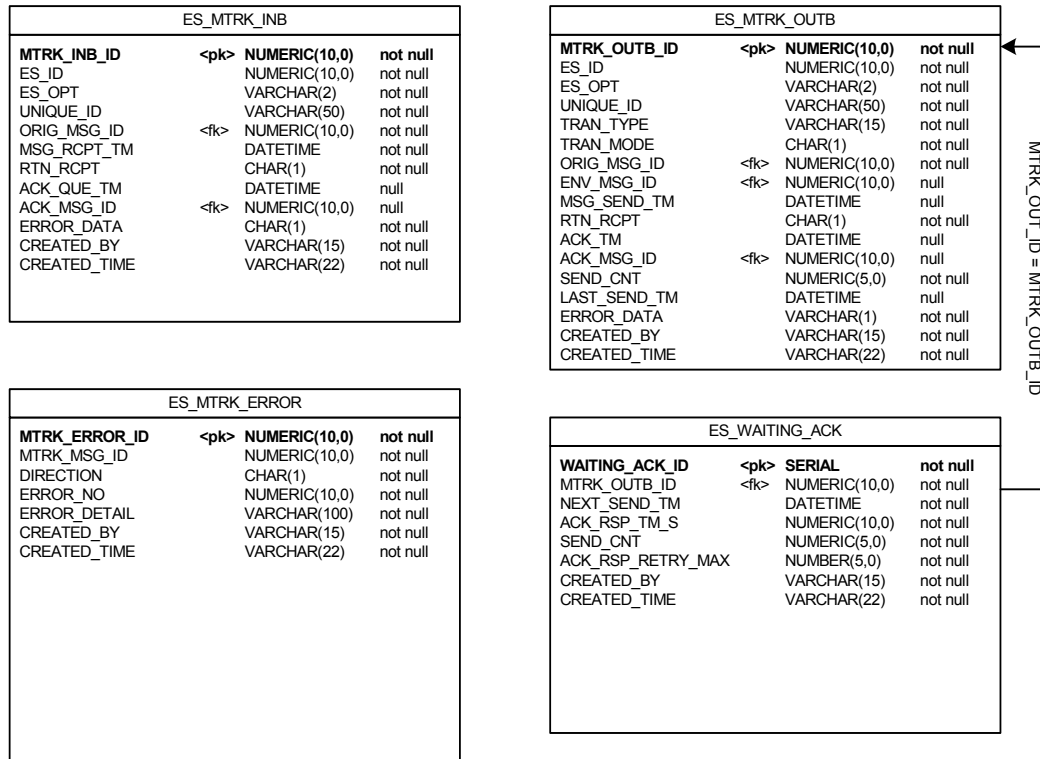 ES_MTRK_INB
MTRK_INB_ID <pk> NUMERIC(10,0) not null
ES_ID NUMERIC(10,0) not null
ES_OPT VARCHAR(2) not null
UNIQUE_ID VARCHAR(50) not null
ORIG_MSG_ID <fk> NUMERIC(10,0) not null
MSG_RCPT_TM DATETIME not null
RTN_RCPT CHAR(1) not null
ACK_QUE_TM DATETIME null
ACK_MSG_ID <fk> NUMERIC(10,0) null
ERROR_DATA CHAR(1) not null
CREATED_BY VARCHAR(15) not null
CREATED_TIME VARCHAR(22) not null
ES_MTRK_OUTB
MTRK_OUTB_ID <pk> NUMERIC(10,0) not null
ES_ID NUMERIC(10,0) not null
ES_OPT VARCHAR(2) not null
UNIQUE_ID VARCHAR(50) not null
TRAN_TYPE VARCHAR(15) not null
TRAN_MODE CHAR(1) not null
ORIG_MSG_ID <fk> NUMERIC(10,0) not null
ENV_MSG_ID <fk> NUMERIC(10,0) null
MSG_SEND_TM DATETIME null
RTN_RCPT CHAR(1) not null
ACK_TM DATETIME null
ACK_MSG_ID <fk> NUMERIC(10,0) null
SEND_CNT NUMERIC(5,0) not null
LAST_SEND_TM DATETIME null
ERROR_DATA VARCHAR(1) not null
CREATED_BY VARCHAR(15) not null
CREATED_TIME VARCHAR(22) not null
MTRK_OUT_ID = MTRK_OUTB_ID
ES_MTRK_ERROR
MTRK_ERROR_ID <pk> NUMERIC(10,0) not null
MTRK_MSG_ID NUMERIC(10,0) not null
DIRECTION CHAR(1) not null
ERROR_NO NUMERIC(10,0) not null
ERROR_DETAIL VARCHAR(100) not null
CREATED_BY VARCHAR(15) not null
CREATED_TIME VARCHAR(22) not null
ES_WAITING_ACK
WAITING_ACK_ID <pk> SERIAL not null
MTRK_OUTB_ID <fk> NUMERIC(10,0) not null
NEXT_SEND_TM DATETIME not null
ACK_RSP_TM_S NUMERIC(10,0) not null
SEND_CNT NUMERIC(5,0) not null
ACK_RSP_RETRY_MAX NUMBER(5,0) not null
CREATED_BY VARCHAR(15) not null
CREATED_TIME VARCHAR(22) not null